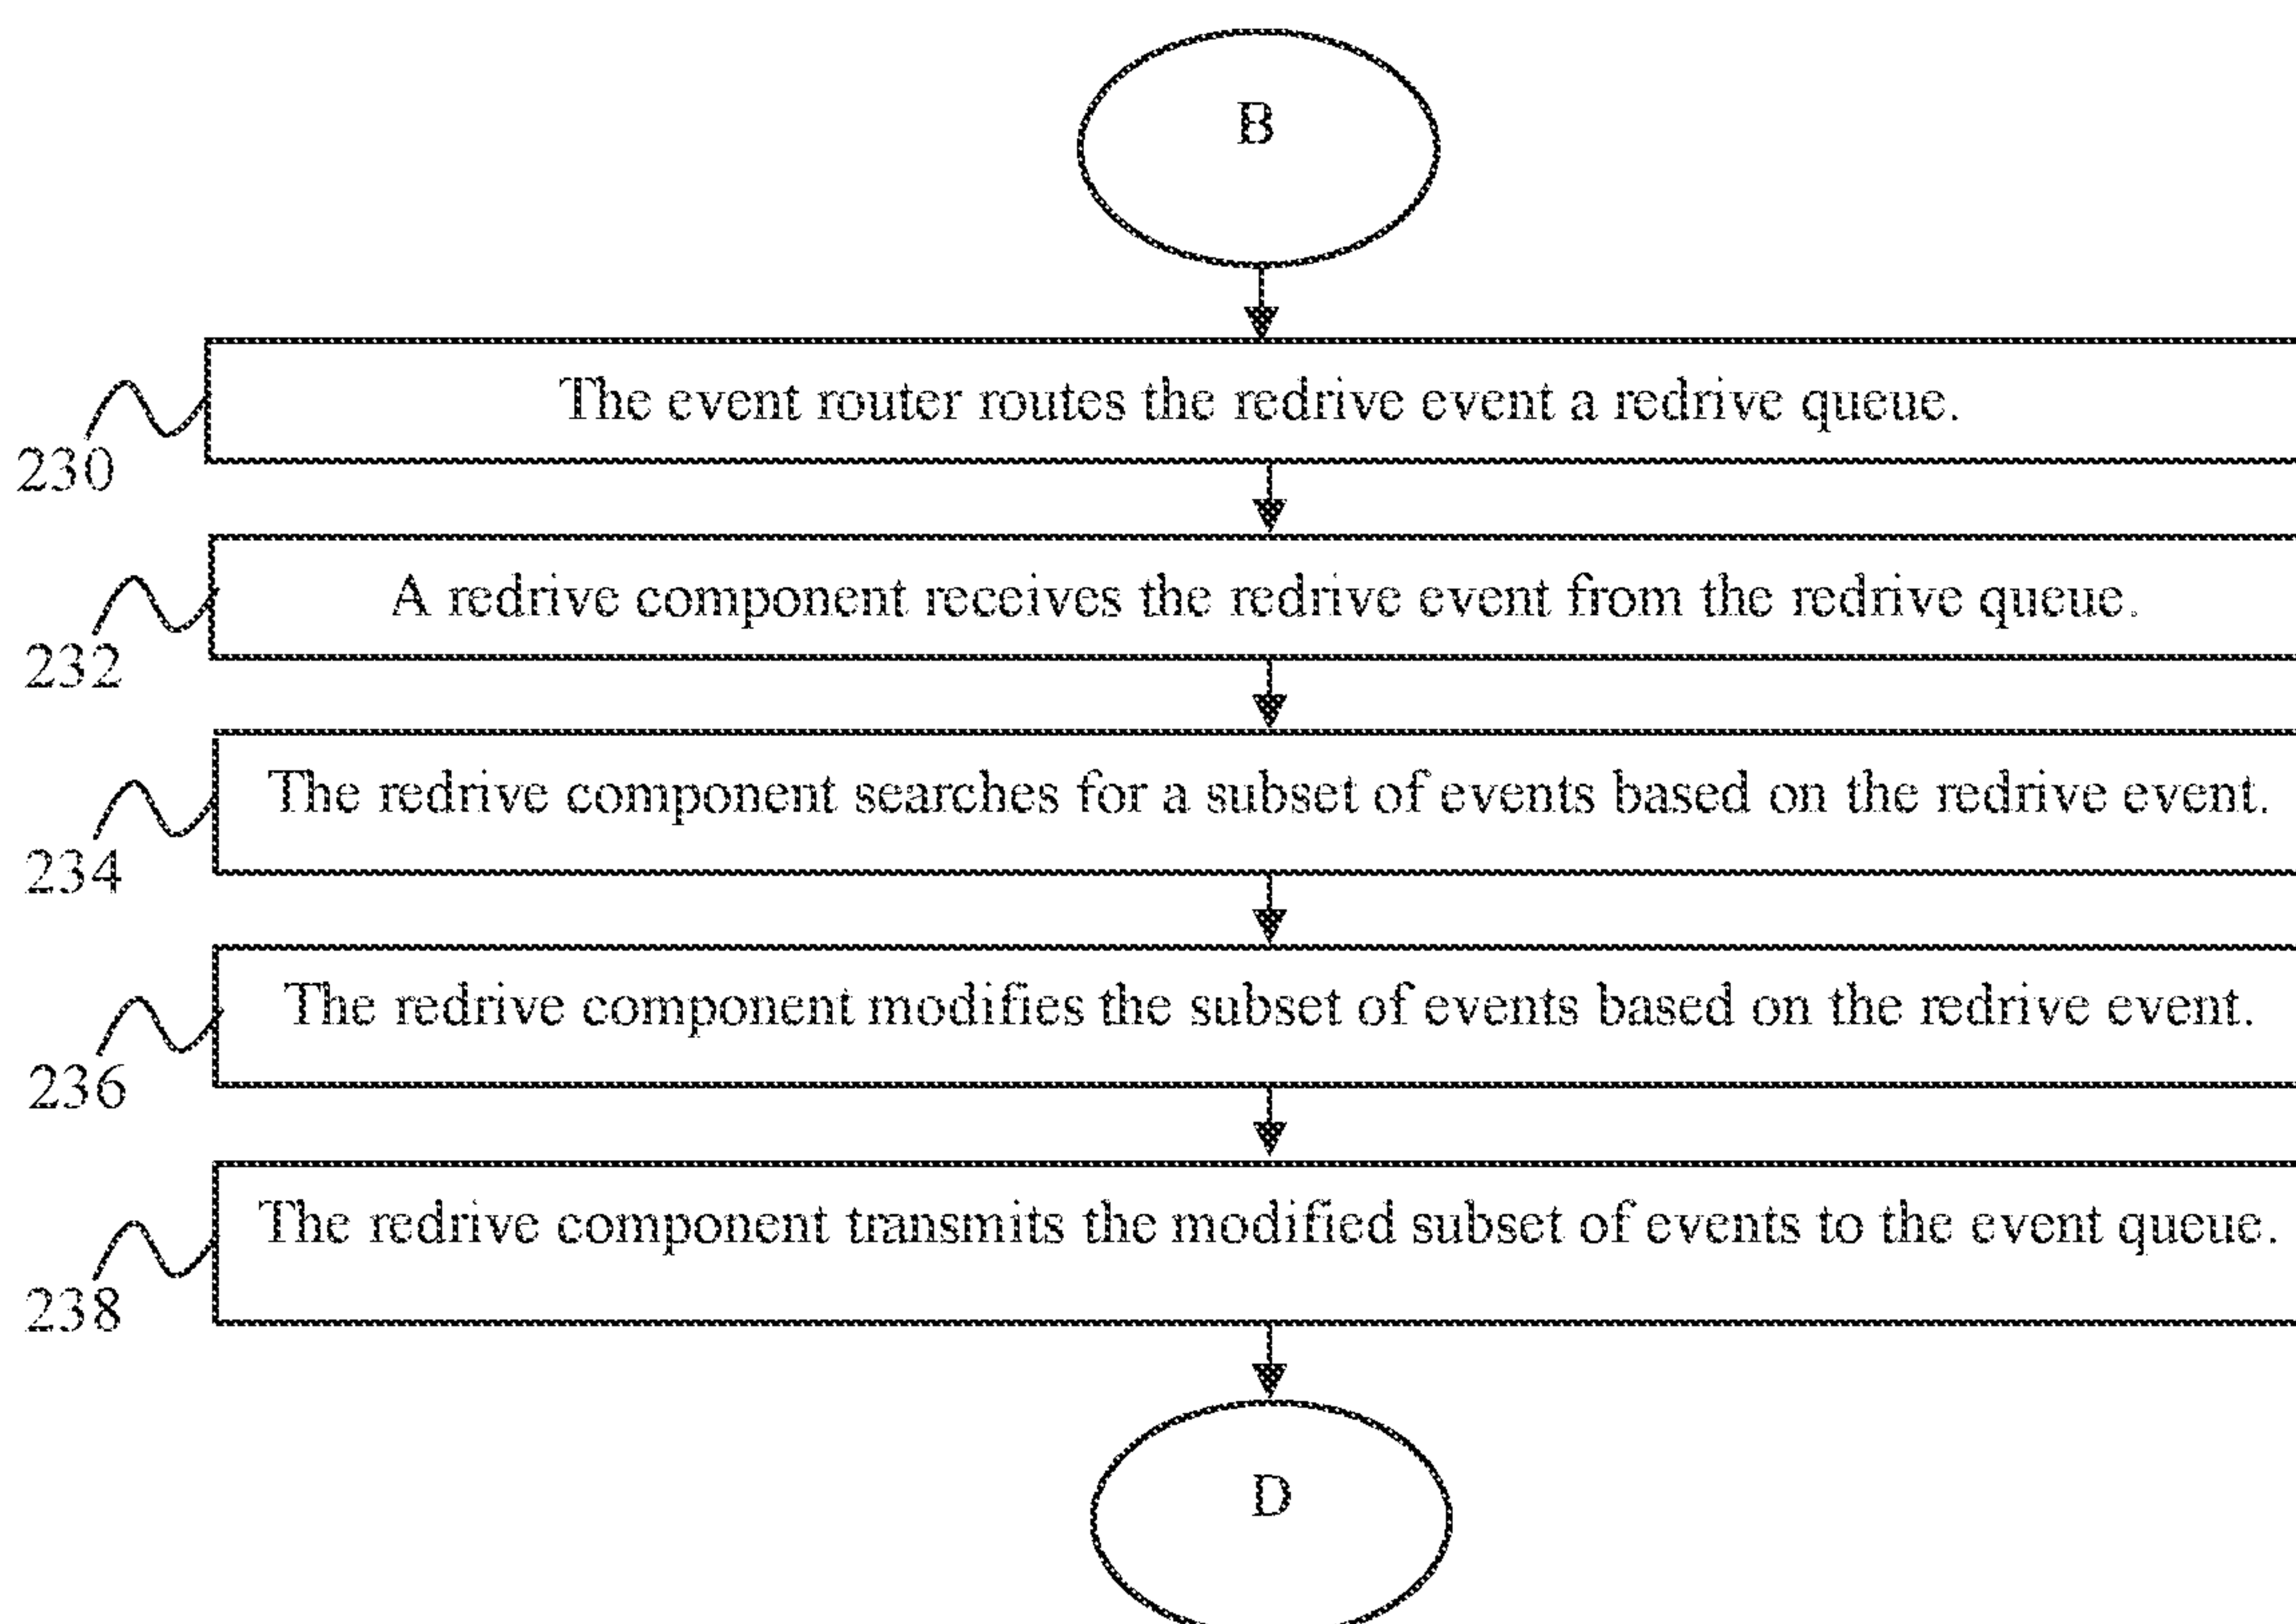 B
The event router routes the redrive event a redrive queue.
230
A redrive component receives the redrive event from the redrive queue.
232
The redrive component searches for a subset of events based on the redrive event.
234
The redrive component modifies the subset of events based on the redrive event.
236
The redrive component transmits the modified subset of events to the event queue.
238
D